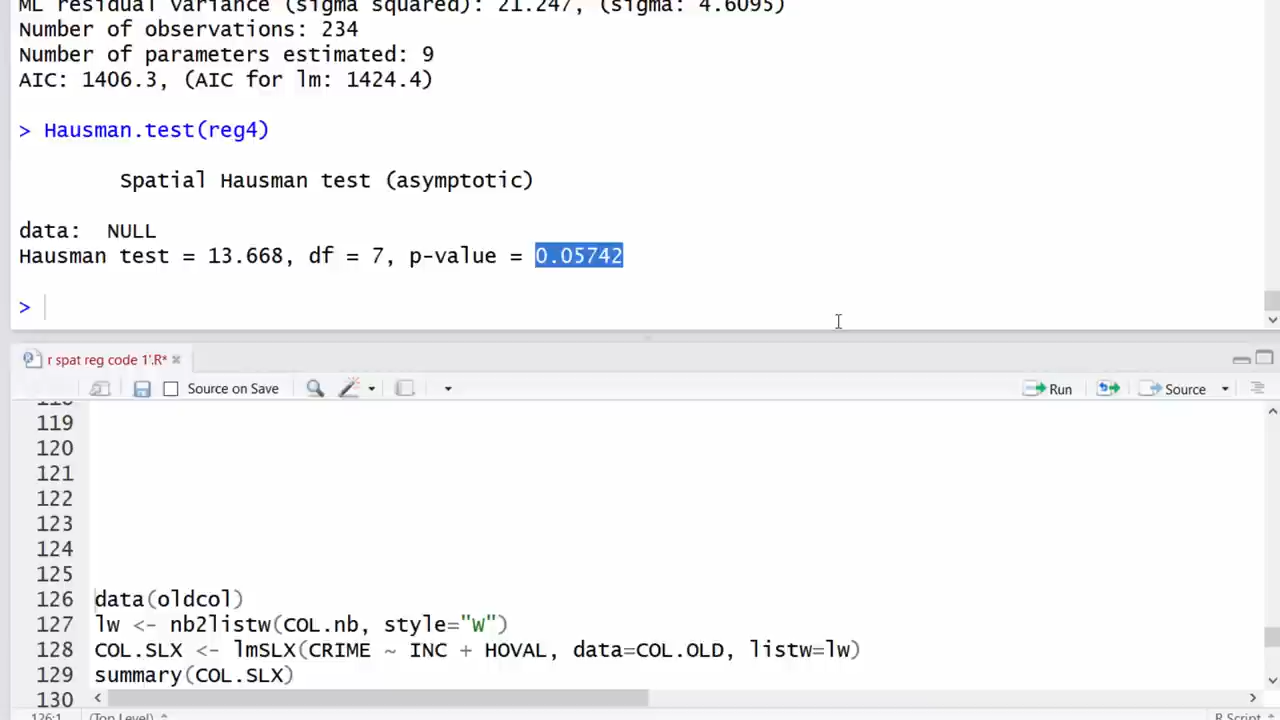 ML residual variance (sigma squared): 21.247, (sigma: 4.6095)
Number of observations: 234
Number of parameters estimated: 9
AIC: 1406.3, (AIC for lm: 1424.4)
> Hausman.test(reg4)
Spatial Hausman test (asymptotic)
data:  NULL
Hausman test = 13.668, df = 7, p-value = 0.05742
>
r spat reg code 1'.R*
Source on Save
Run
Source
118
119
120
121
122
123
124
125
126 data(oldcol)
127 lw <- nb2listw(COL.nb, style="W")
128 COL.SLX <- lmSLX(CRIME ~ INC + HOVAL, data=COL.OLD, listw=lw)
129 summary(COL.SLX)
130
126:1 (Top Level)
R Script